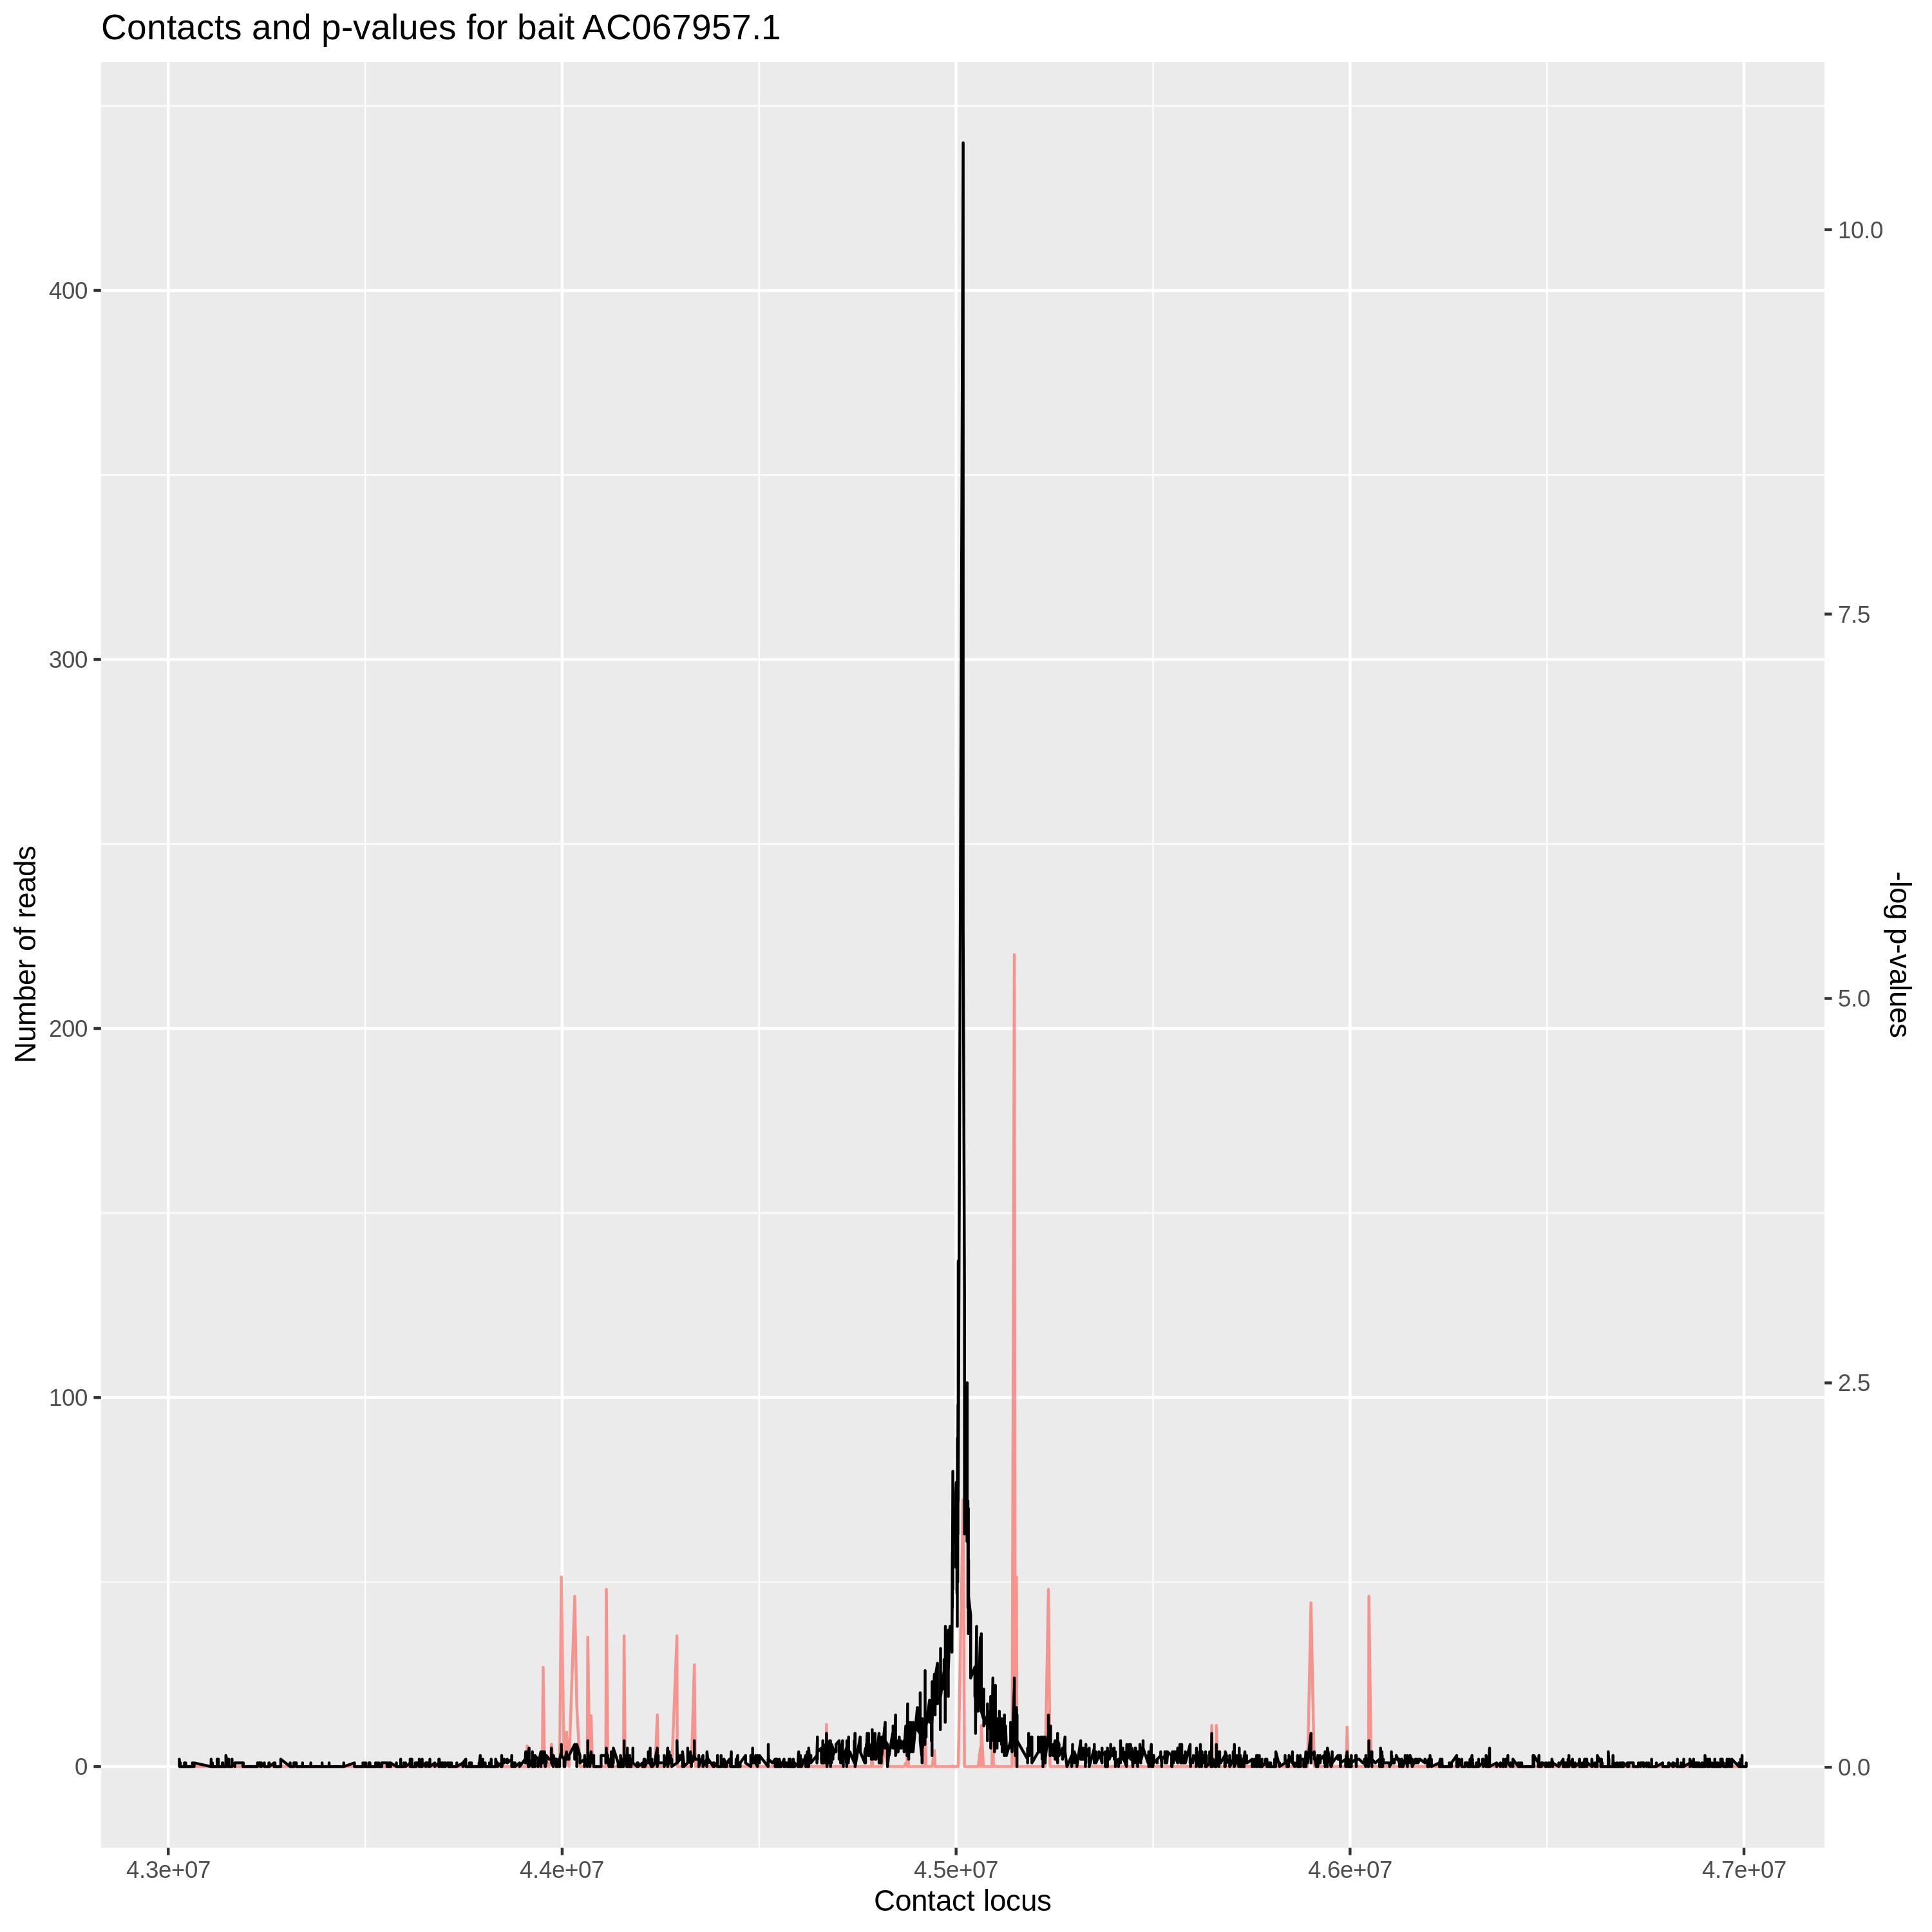 Contacts and p-values for bait AC067957.1
Number of reads
400
300
200
100
0
10.0
7.5
5.0
2.5
0.0
-log p-values
4.3e+07
4.4e+07
4.5e+07
4.6e+07
4.7e+07
Contact locus